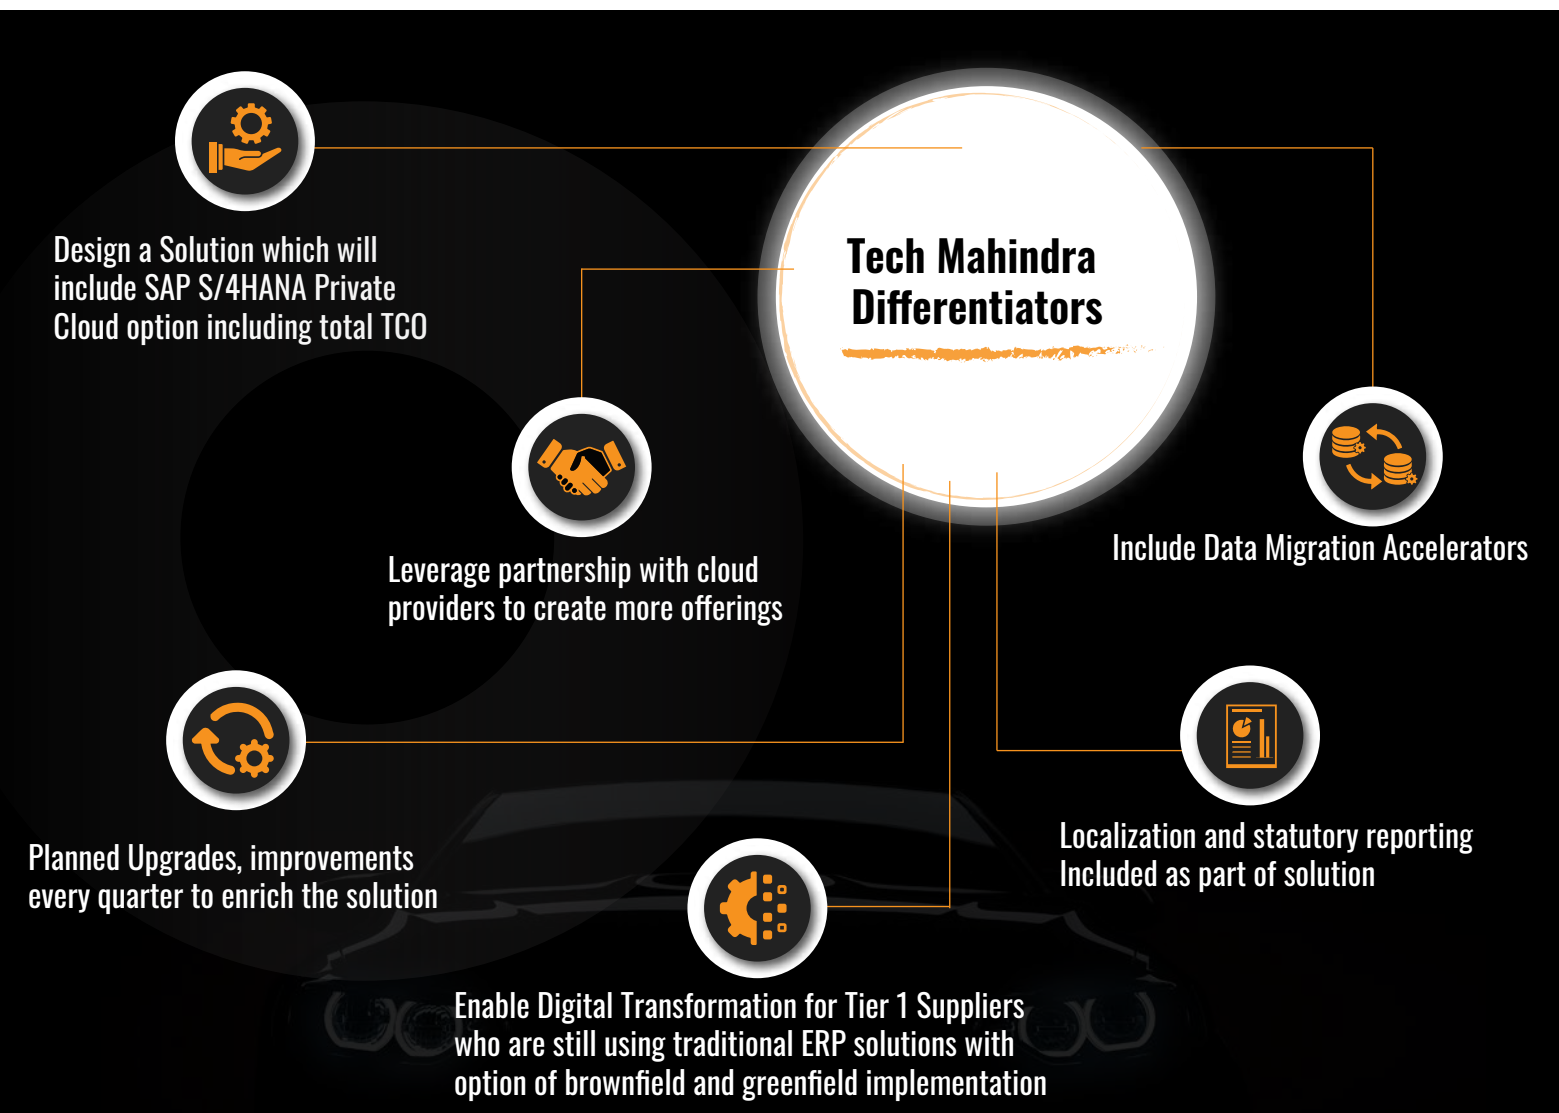 Tech Mahindra
Differentiators
Design a Solution which will
include SAP S/4HANA Private
Cloud option including total TCO
Leverage partnership with cloud
providers to create more offerings
Include Data Migration Accelerators
Planned Upgrades, improvements
every quarter to enrich the solution
Localization and statutory reporting
Included as part of solution
Enable Digital Transformation for Tier 1 Suppliers
who are still using traditional ERP solutions with
option of brownfield and greenfield implementation